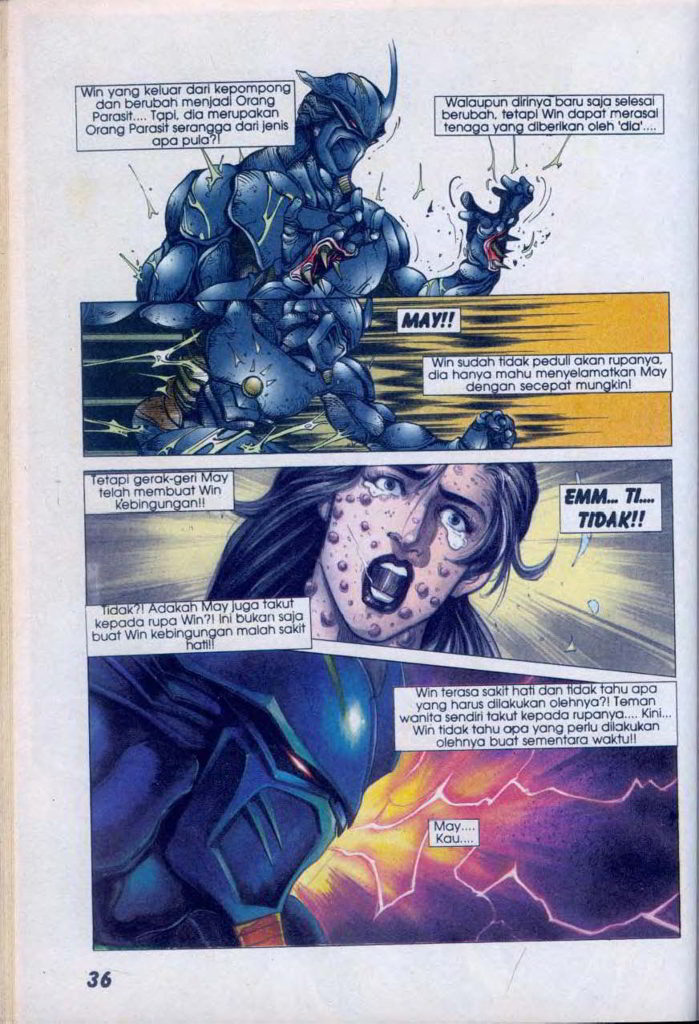 Win yang keluar dari kepompong
dan berubah menjadi Orang
Parasit.... Tapi, dia merupakan
Orang Parasit serangga dari jenis
apa pula?!
Walaupun dirinya baru saja selesai
berubah, tetapi Win dapat merasai
tenaga yang diberikan oleh 'dia'....
MAY!!
Win sudah tidak peduli akan rupanya,
dia hanya mahu menyelamatkan May
dengan secepat mungkin!
Tetapi gerak-geri May
telah membuat Win
kebingungan!!
EMM... TI....
TIDAK!!
Tidak?! Adakah May juga takut
kepada rupa Win?! Ini bukan saja
buat Win kebingungan malah sakit
hati!!
Win terasa sakit hati dan tidak tahu apa
yang harus dilakukan olehnya?! Teman
wanita sendiri takut kepada rupanya.... Kini...
Win tidak tahu apa yang perlu dilakukan
olehnya buat sementara waktu!!
May....
Kau....
36